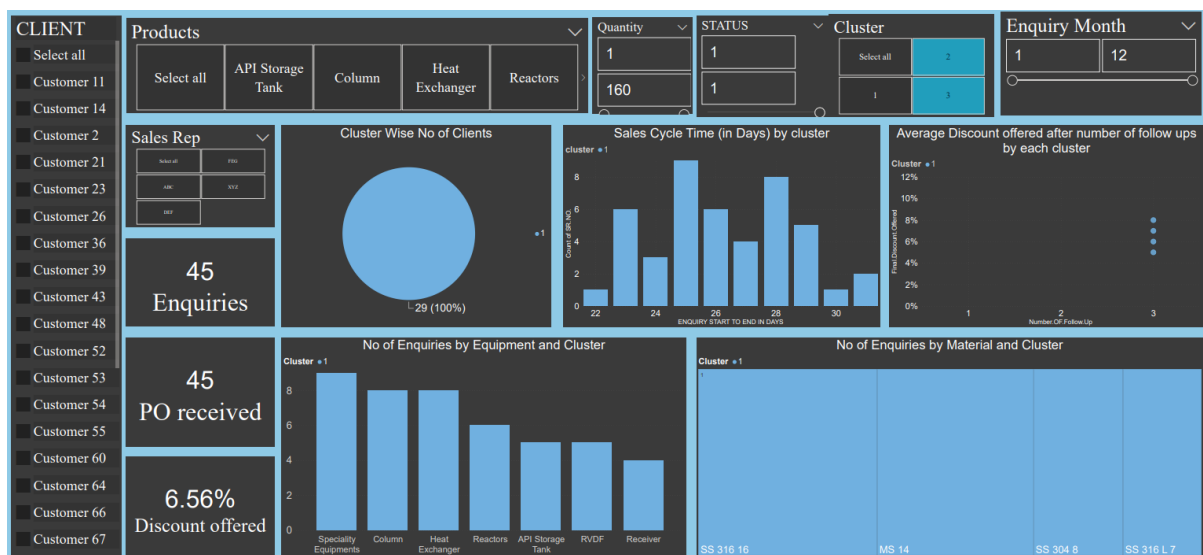 CLIENT
Select all
Customer 11
Customer 14
Customer 2
Customer 21
Customer 23
Customer 26
Customer 36
Customer 39
Customer 43
Customer 48
Customer 52
Customer 53
Customer 54
Customer 55
Customer 60
Customer 64
Customer 66
Customer 67
Products
Select all
API Storage
Tank
Column
Heat
Exchanger
Reactors
Quantity
1
160
STATUS
1
1
Cluster
Select all
2
1
3
Enquiry Month
1
12
Sales Rep
Select all
FEG
ABC
XYZ
DEF
45
Enquiries
45
PO received
6.56%
Discount offered
Cluster Wise No of Clients
1
29 (100%)
Sales Cycle Time (in Days) by cluster
cluster 1
Count of SR.NO.
8
6
4
2
0
22
24
26
28
30
ENQUIRY START TO END IN DAYS
Average Discount offered after number of follow ups
by each cluster
Cluster 1
Final.Discount.Offered
12%
10%
8%
6%
4%
2%
0%
1
2
3
Number.OF.Follow.Up
No of Enquiries by Equipment and Cluster
Cluster 1
8
6
4
2
0
Speciality
Equipments
Column
Heat
Exchanger
Reactors
API Storage
Tank
RVDF
Receiver
No of Enquiries by Material and Cluster
Cluster 1
1
SS 316 16
MS 14
SS 304 8
SS 316 L 7